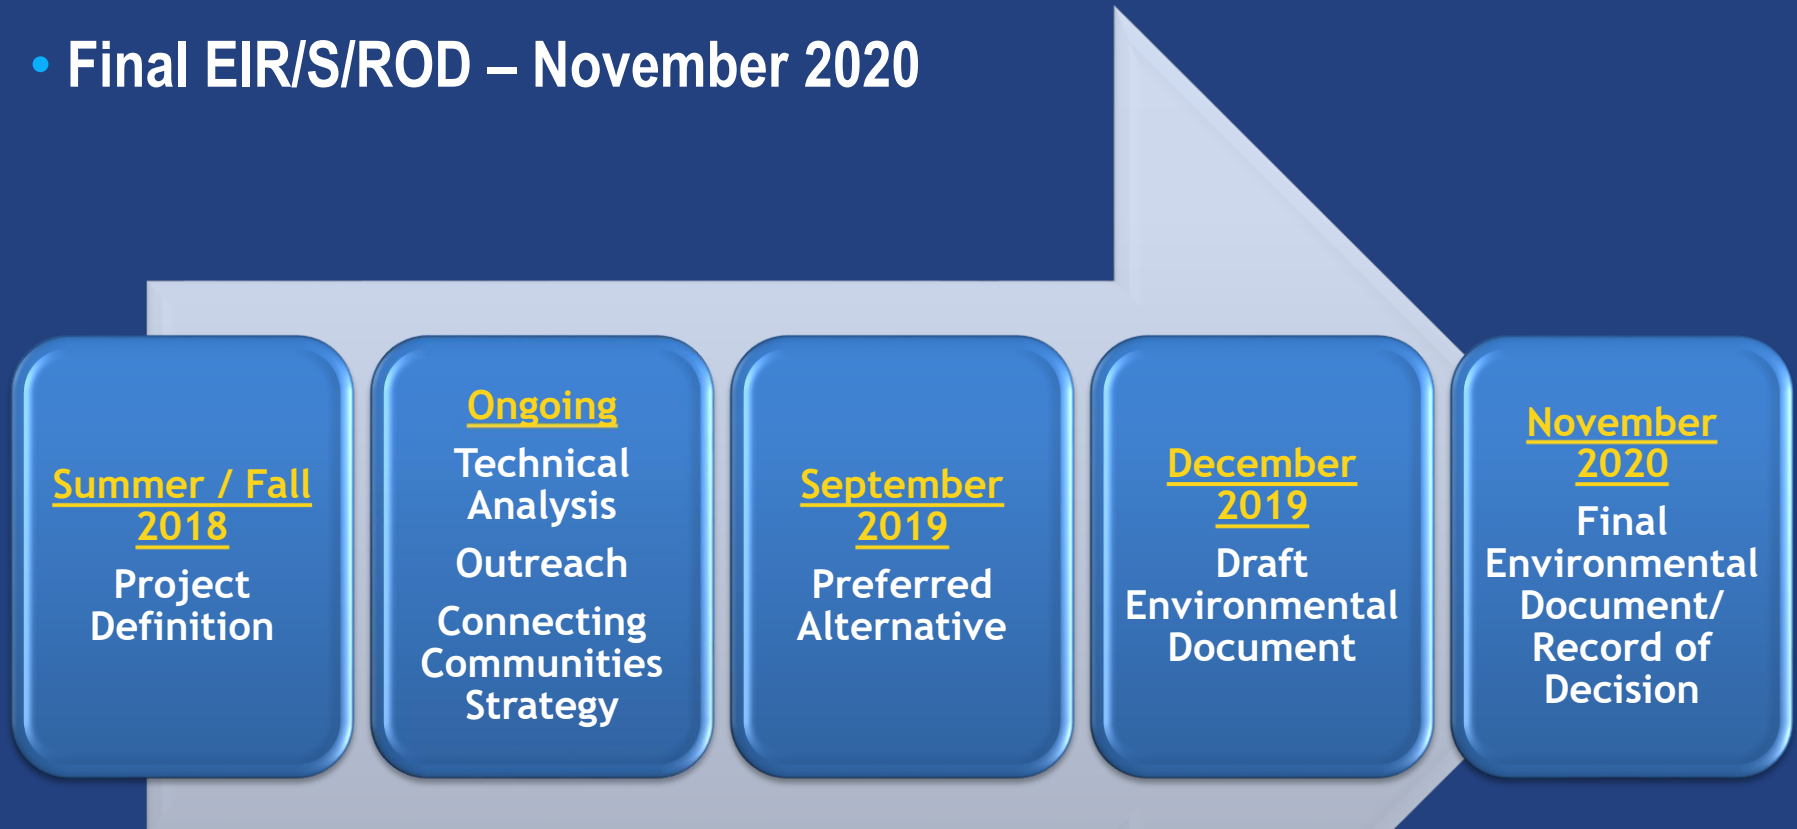 • Final EIR/S/ROD – November 2020
Summer / Fall
2018
Project
Definition
Ongoing
Technical
Analysis
Outreach
Connecting
Communities
Strategy
September
2019
Preferred
Alternative
December
2019
Draft
Environmental
Document
November
2020
Final
Environmental
Document/
Record of
Decision